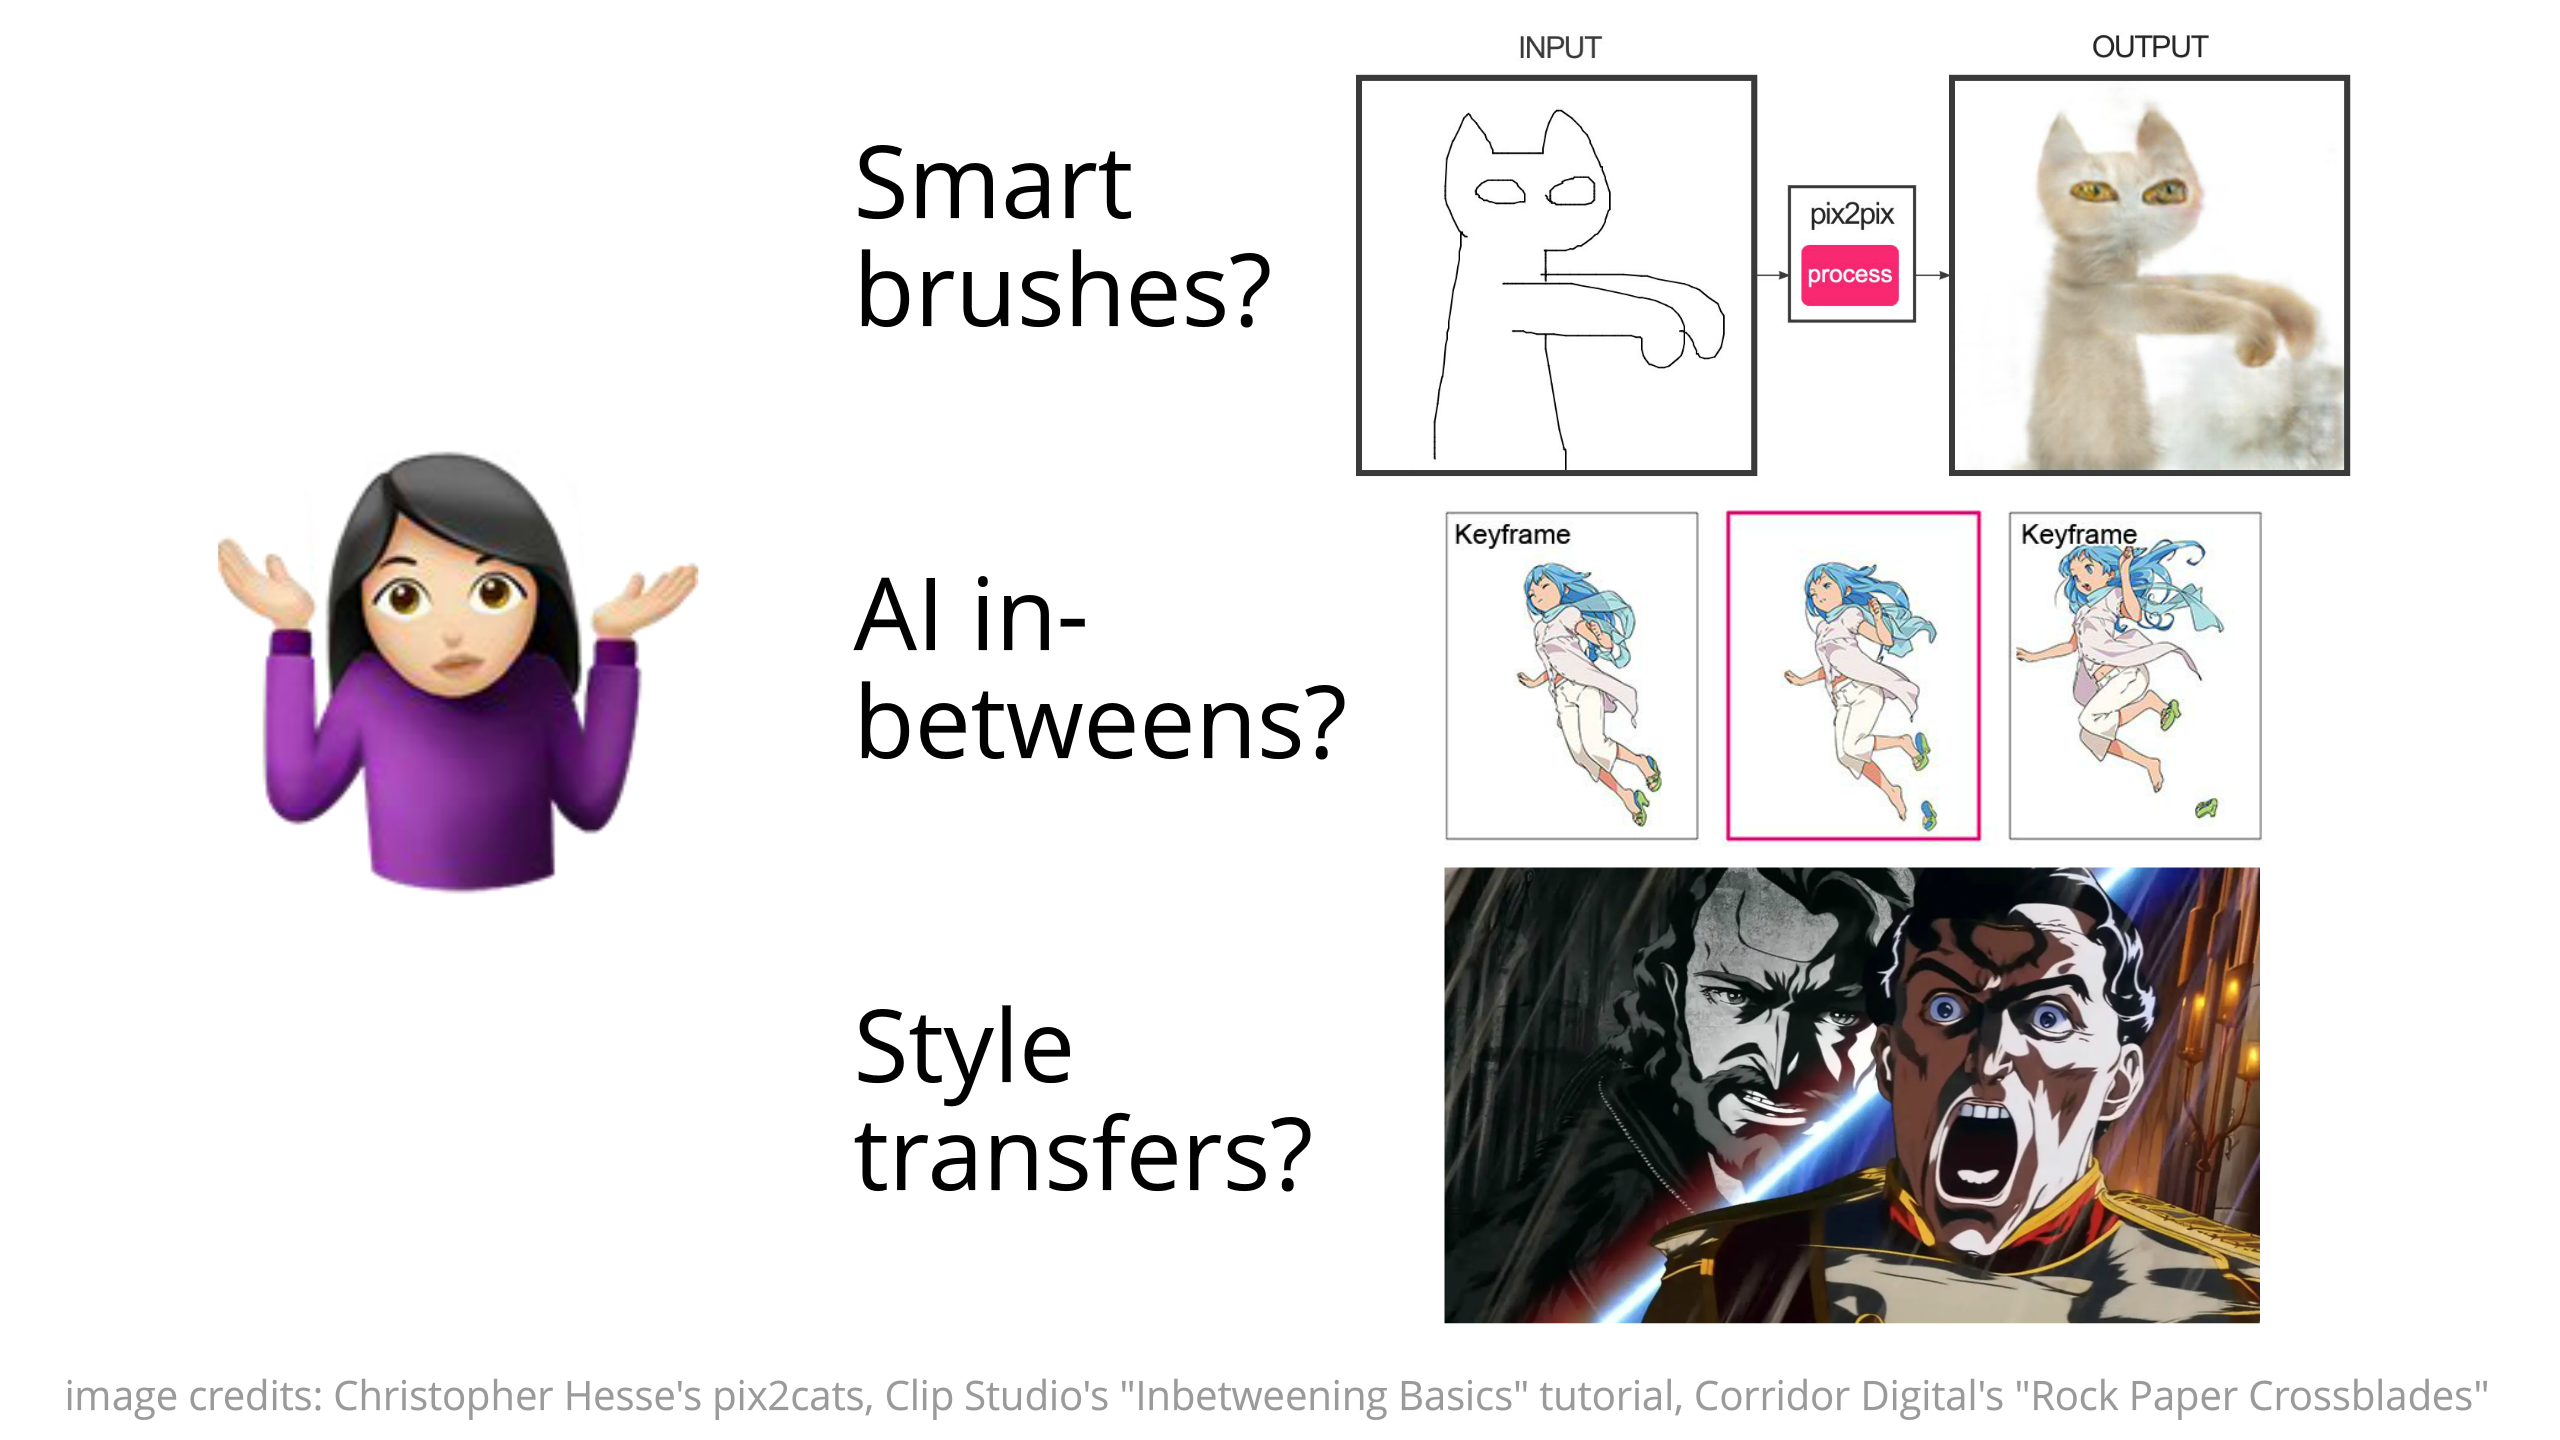 Smart
brushes?
INPUT
OUTPUT
pix2pix
process
AI in-
betweens?
Keyframe
Keyframe
Style
transfers?
image credits: Christopher Hesse's pix2cats, Clip Studio's "Inbetweening Basics" tutorial, Corridor Digital's "Rock Paper Crossblades"